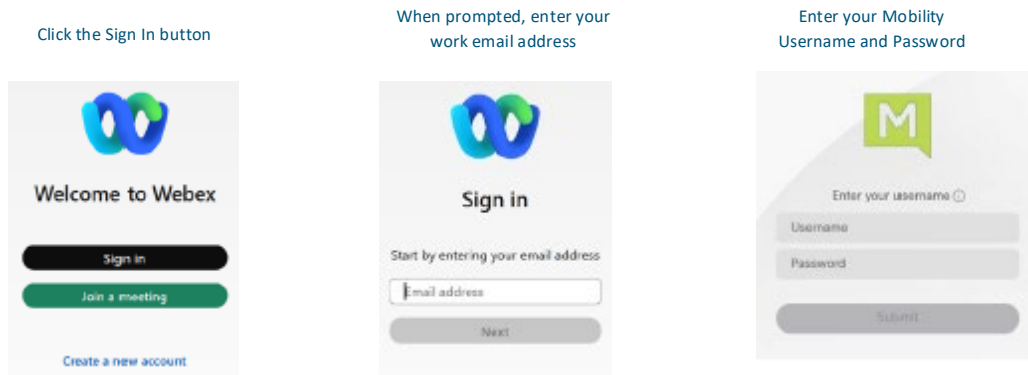 Click the Sign In button
Welcome to Webex
Sign in
Join a meeting
Create a new account
When prompted, enter your
work email address
Sign in
Start by entering your email address
Email address
Next
Enter your Mobility
Username and Password
M
Enter your username
Username
Password
Submit